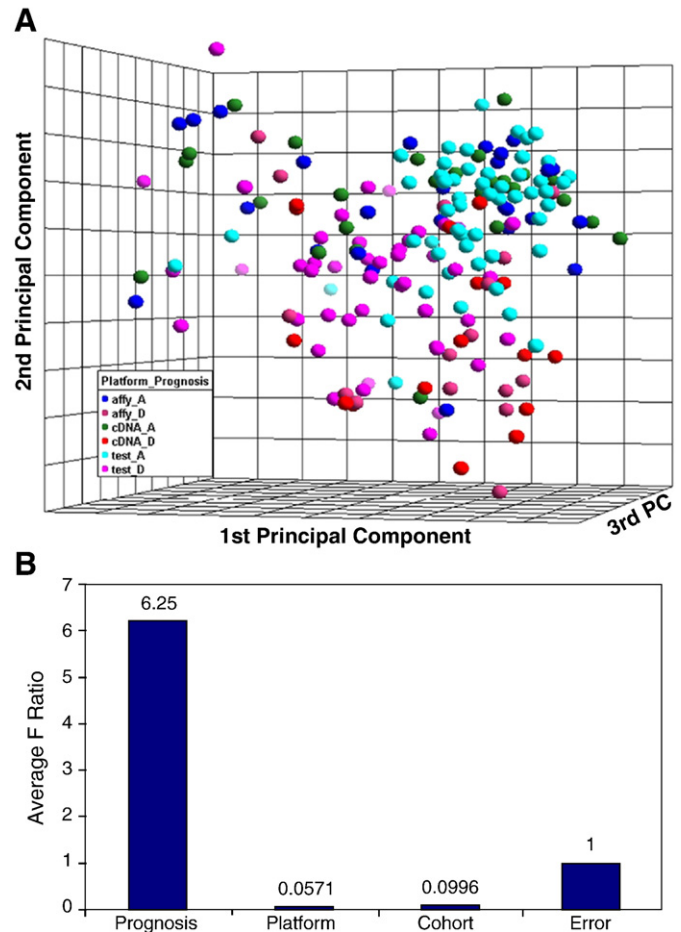 A
2nd Principal Component
Platform_Prognosis
affy_A
affy_D
cDNA_A
cDNA_D
test_A
test_D
1st Principal Component
3rd PC
B
Average F Ratio
7
6
5
4
3
2
1
0
6.25
0.0571
0.0996
1
Prognosis Platform Cohort Error